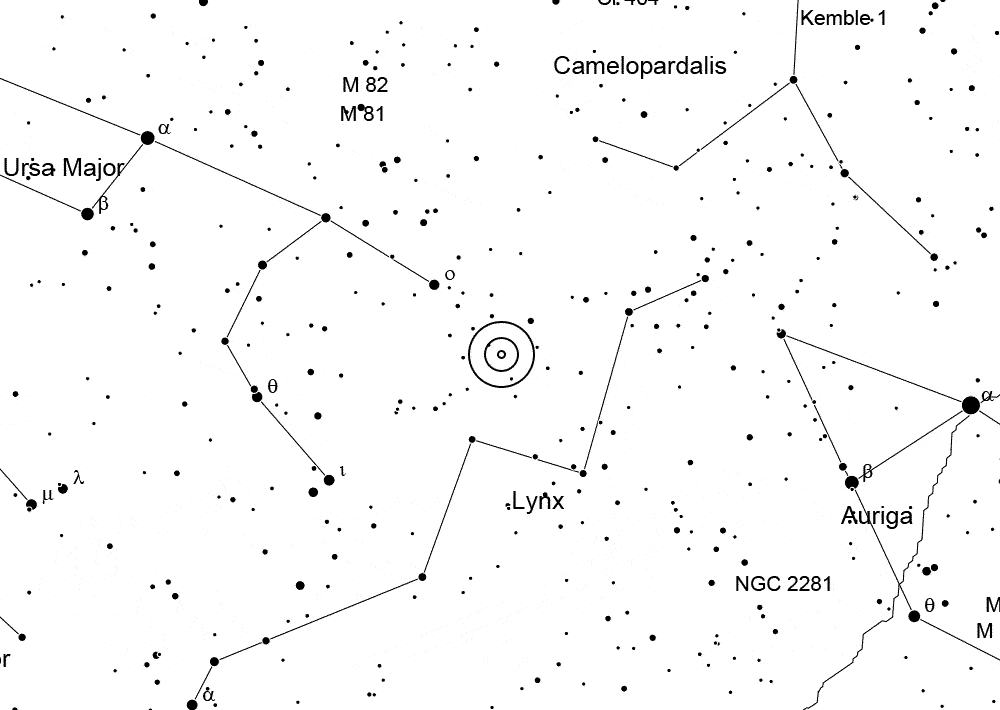 Kemble 1
Camelopardalis
M 82
M 81
α
Ursa Major
β
ο
θ
α
ι
λ
μ
β
Lynx
Auriga
NGC 2281
θ
M
M
α